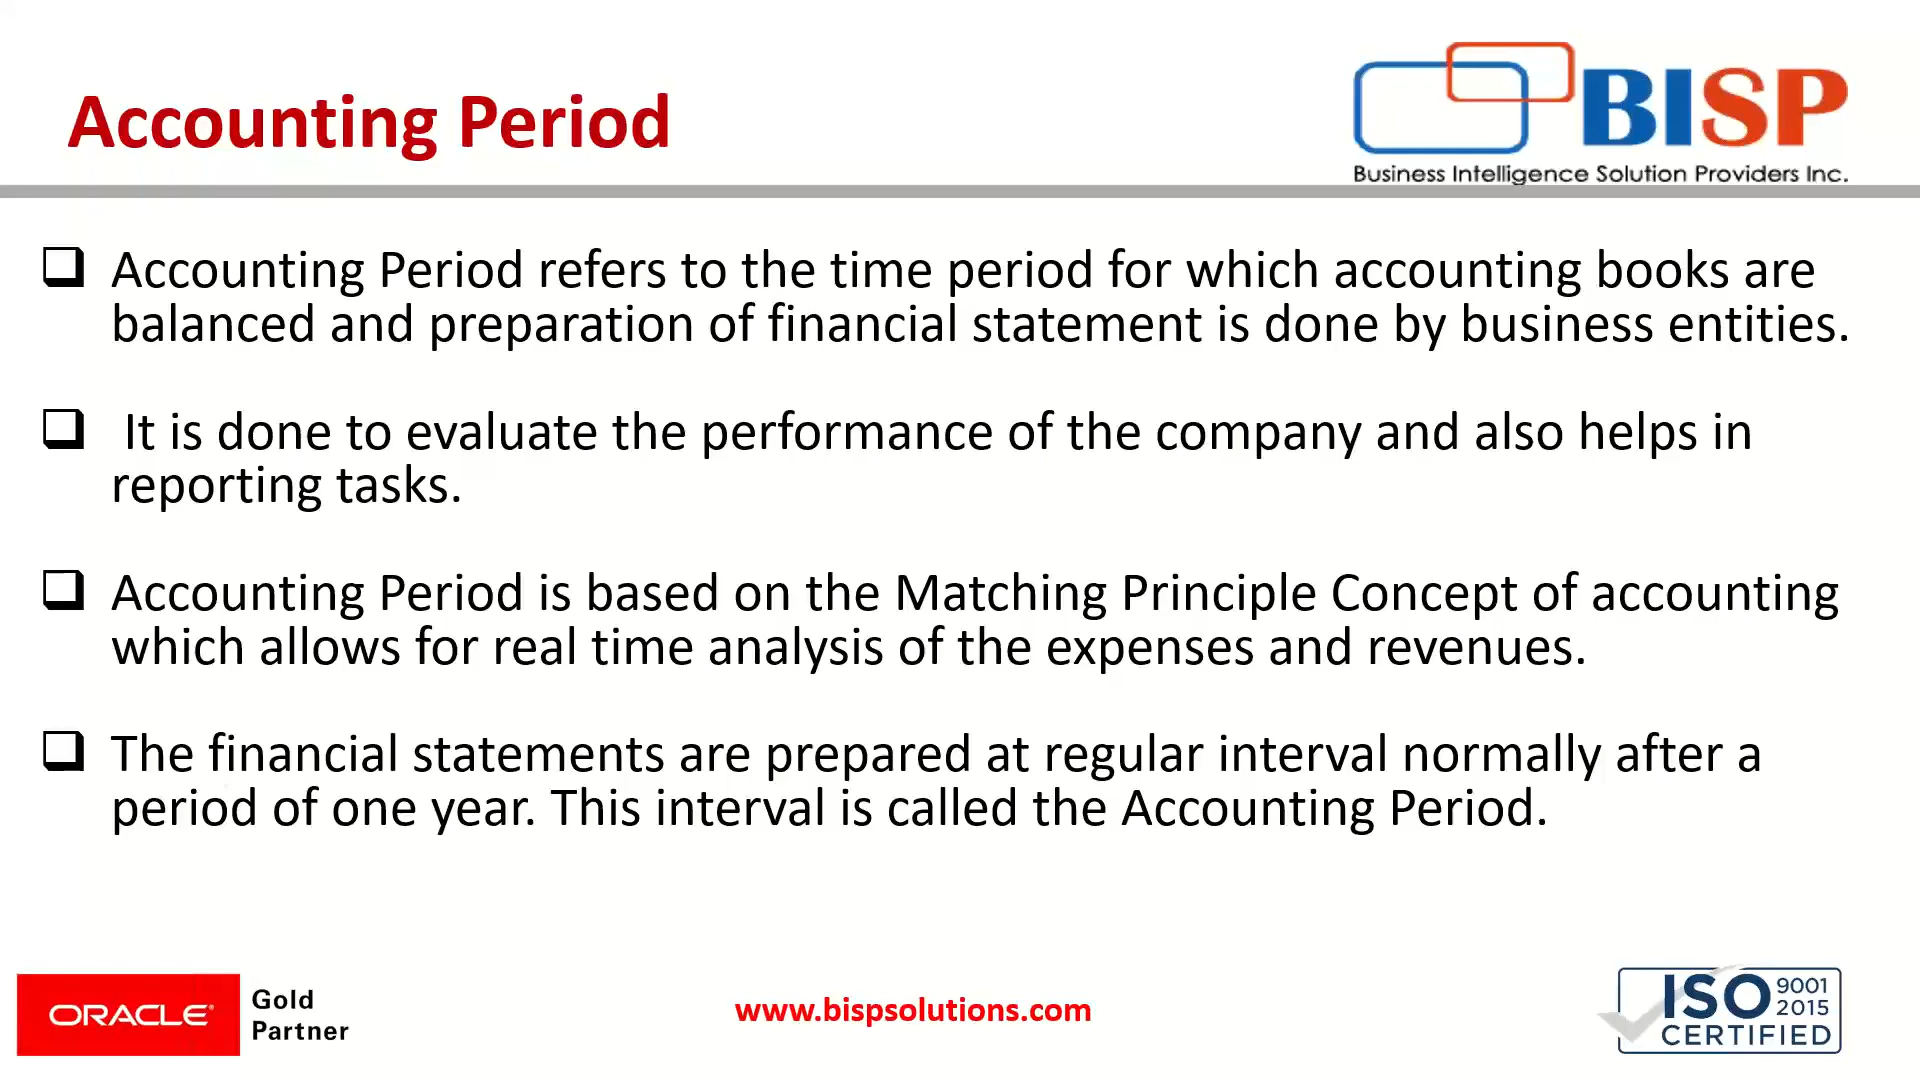 Accounting Period
BISP
Business Intelligence Solution Providers Inc.
Accounting Period refers to the time period for which accounting books are
balanced and preparation of financial statement is done by business entities.
It is done to evaluate the performance of the company and also helps in
reporting tasks.
Accounting Period is based on the Matching Principle Concept of accounting
which allows for real time analysis of the expenses and revenues.
The financial statements are prepared at regular interval normally after a
period of one year. This interval is called the Accounting Period.
ORACLE®
Gold
Partner
www.bispsolutions.com
ISO 9001
2015
CERTIFIED